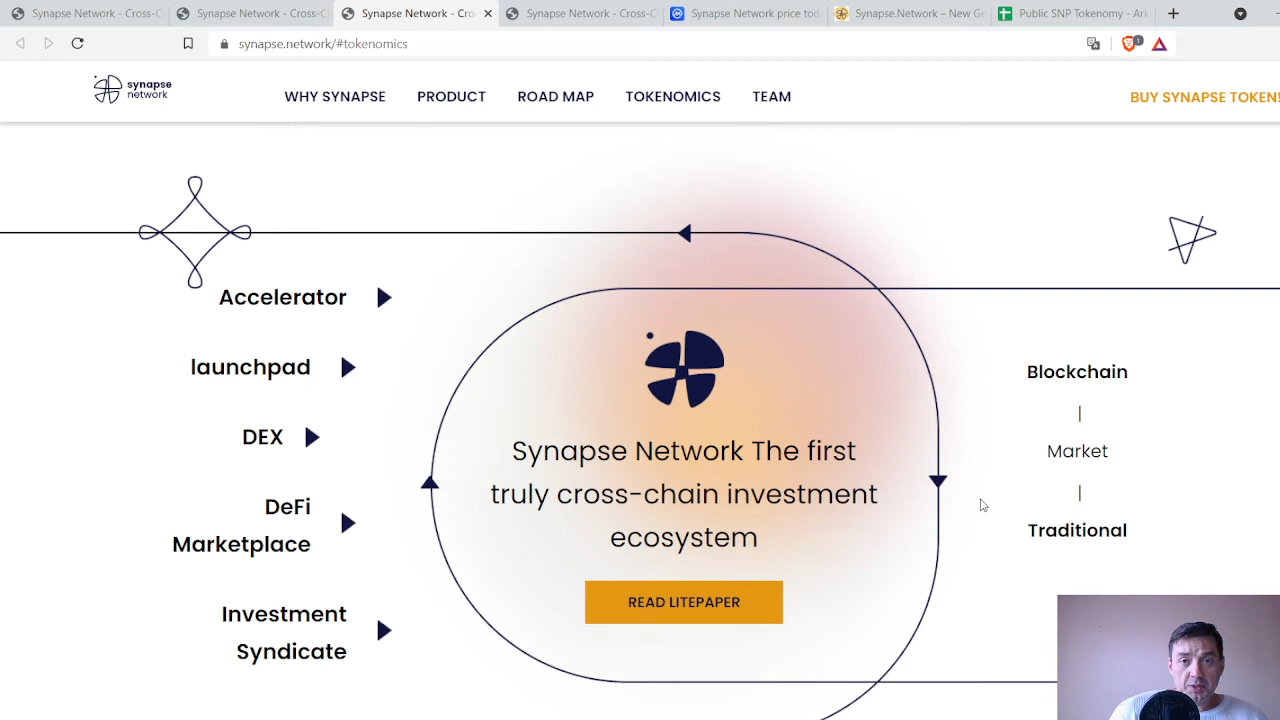 Synapse Network – Cross-C
Synapse Network – Cross-C
Synapse Network – Cro
Synapse Network – Cross-C
Synapse Network price tod
Synapse.Network – New Ge
Public SNP Tokenomy - Ark
synapse.network/#tokenomics
1
synapse
network
WHY SYNAPSE
PRODUCT
ROAD MAP
TOKENOMICS
TEAM
BUY SYNAPSE TOKEN!
Accelerator
launchpad
DEX
DeFi
Marketplace
Investment
Syndicate
Synapse Network The first
truly cross-chain investment
ecosystem
READ LITEPAPER
Blockchain
|
Market
|
Traditional